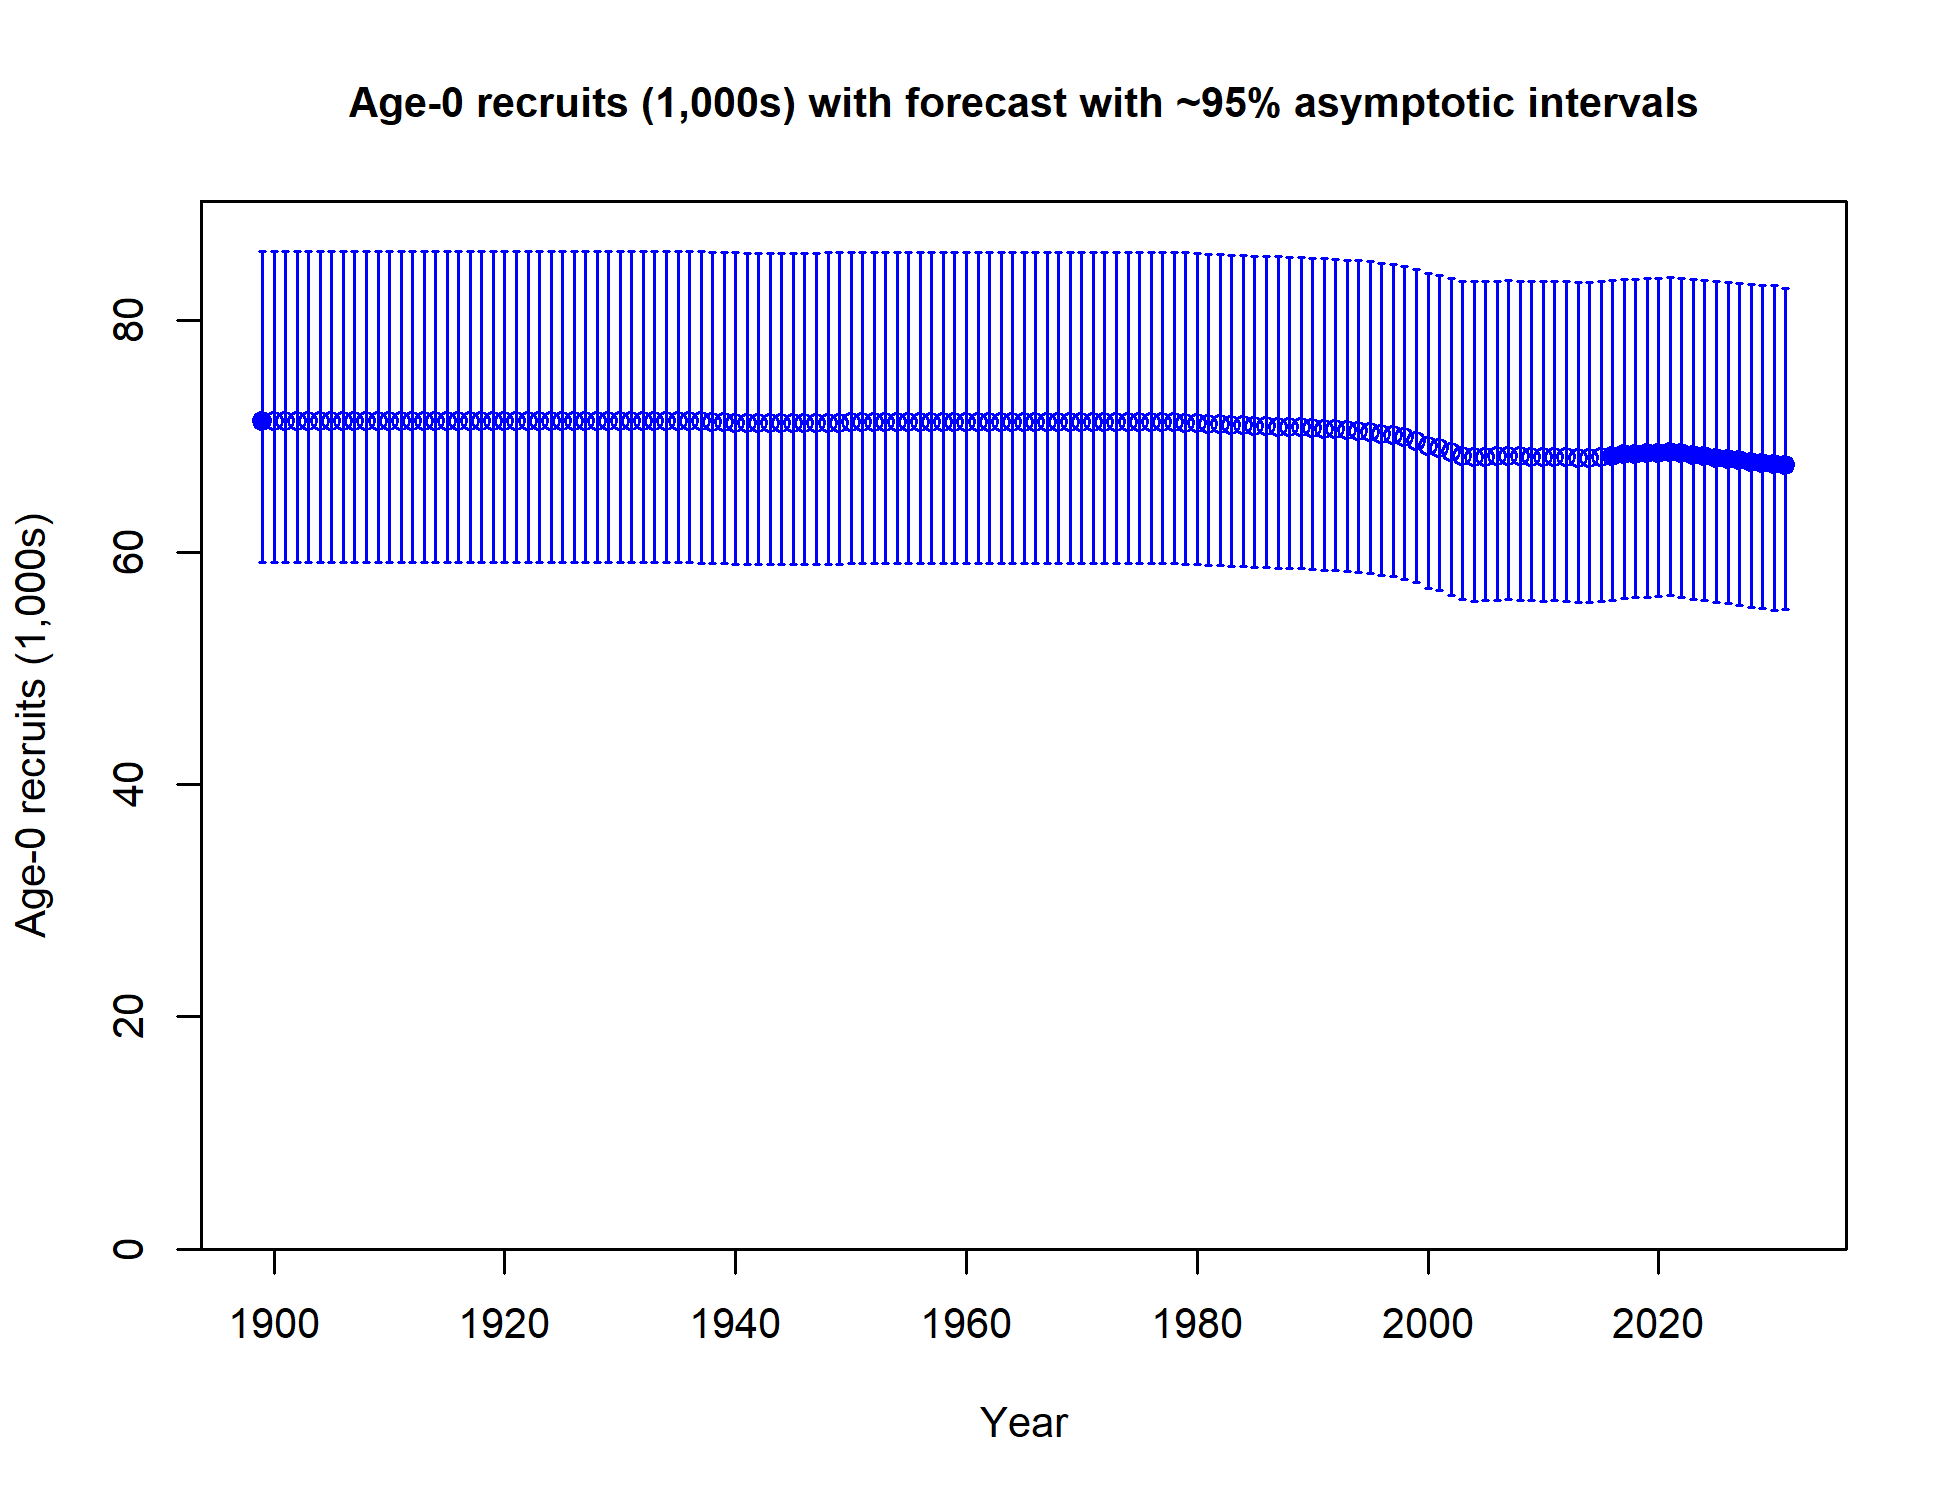 Age-0 recruits (1,000s) with forecast with ~95% asymptotic intervals
Age-0 recruits (1,000s)
80
60
40
20
0
1900 1920 1940 1960 1980 2000 2020
Year